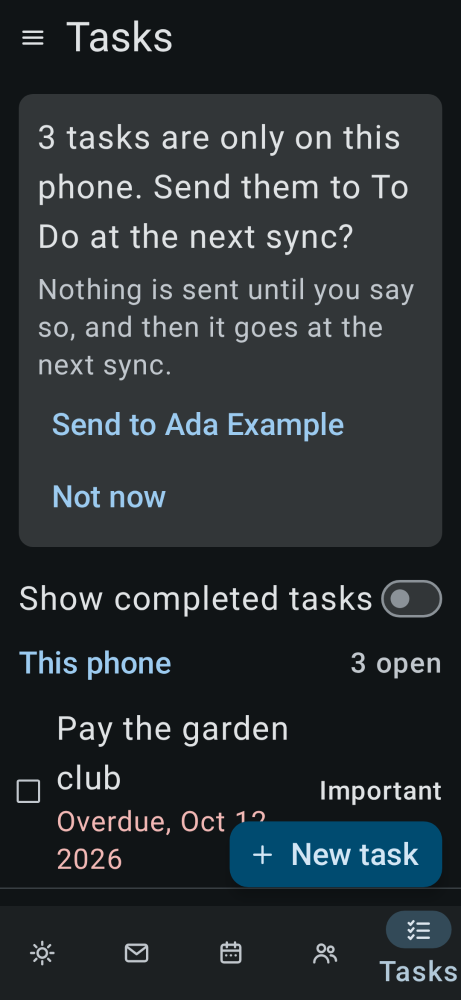 Tasks
3 tasks are only on this
phone. Send them to To
Do at the next sync?
Nothing is sent until you say
so, and then it goes at the
next sync.
Send to Ada Example
Not now
Show completed tasks
This phone
3 open
Pay the garden
club
Important
Overdue, Oct 12
2026
+ New task
Tasks